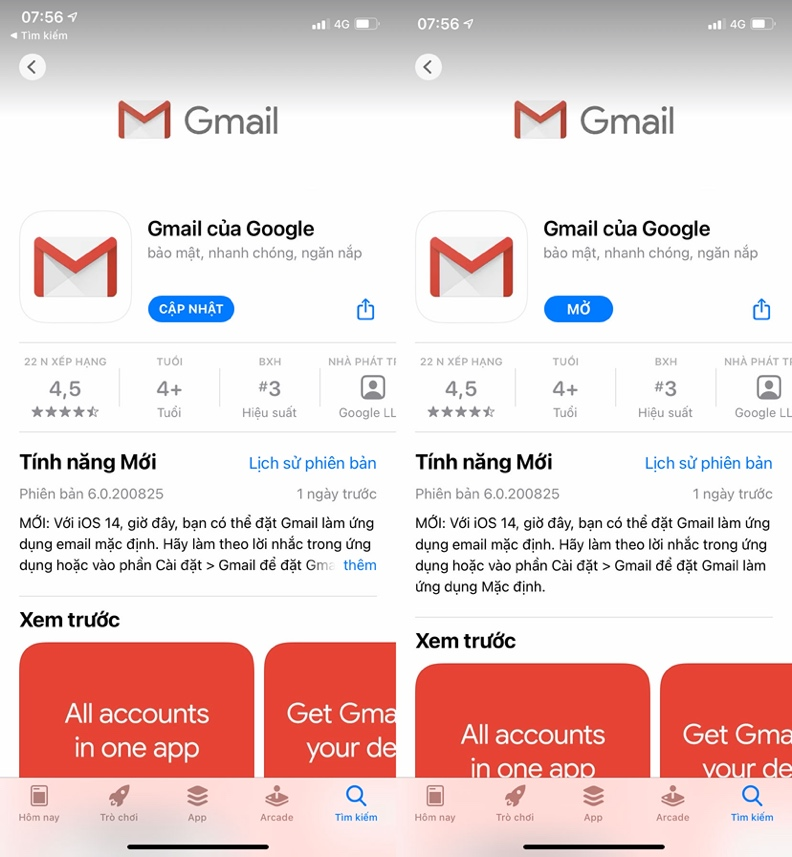 07:56
4G
Tìm kiếm
Gmail
Gmail của Google
bảo mật, nhanh chóng, ngăn nắp
CẬP NHẬT
22 N XẾP HẠNG
TUỔI
BXH
NHÀ PHÁT TR
4,5
4+
#3
Tuổi
Hiệu suất
Google LL
Tính năng Mới
Lịch sử phiên bản
Phiên bản 6.0.200825
1 ngày trước
MỚI: Với iOS 14, giờ đây, bạn có thể đặt Gmail làm ứng
dụng email mặc định. Hãy làm theo lời nhắc trong ứng
dụng hoặc vào phần Cài đặt > Gmail để đặt Gma thêm
Xem trước
All accounts
in one app
Get Gma
your de
Hôm nay
Trò chơi
App
Arcade
Tìm kiếm
07:56
4G
Gmail
Gmail của Google
bảo mật, nhanh chóng, ngăn nắp
MỞ
22 N XẾP HẠNG
TUỔI
BXH
NHÀ PHÁT TR
4,5
4+
#3
Tuổi
Hiệu suất
Google LL
Tính năng Mới
Lịch sử phiên bản
Phiên bản 6.0.200825
1 ngày trước
MỚI: Với iOS 14, giờ đây, bạn có thể đặt Gmail làm ứng
dụng email mặc định. Hãy làm theo lời nhắc trong ứng
dụng hoặc vào phần Cài đặt > Gmail để đặt Gmail làm
ứng dụng Mặc định.
Xem trước
All accounts
in one app
Get Gma
your de
Hôm nay
Trò chơi
App
Arcade
Tìm kiếm